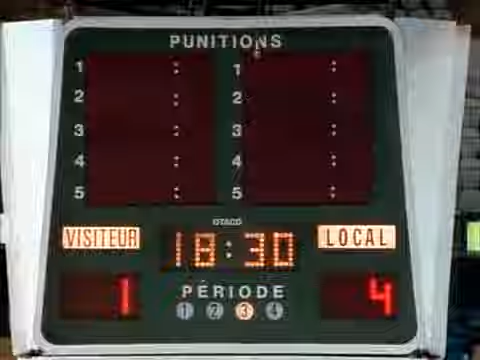 PUNITIONS
1 : 1 :
2 : 2 :
3 : 3 :
4 : 4 :
5 : 5 :
OTACO
VISITEUR 18:30 LOCAL
1 PÉRIODE 4
1 2 3 4